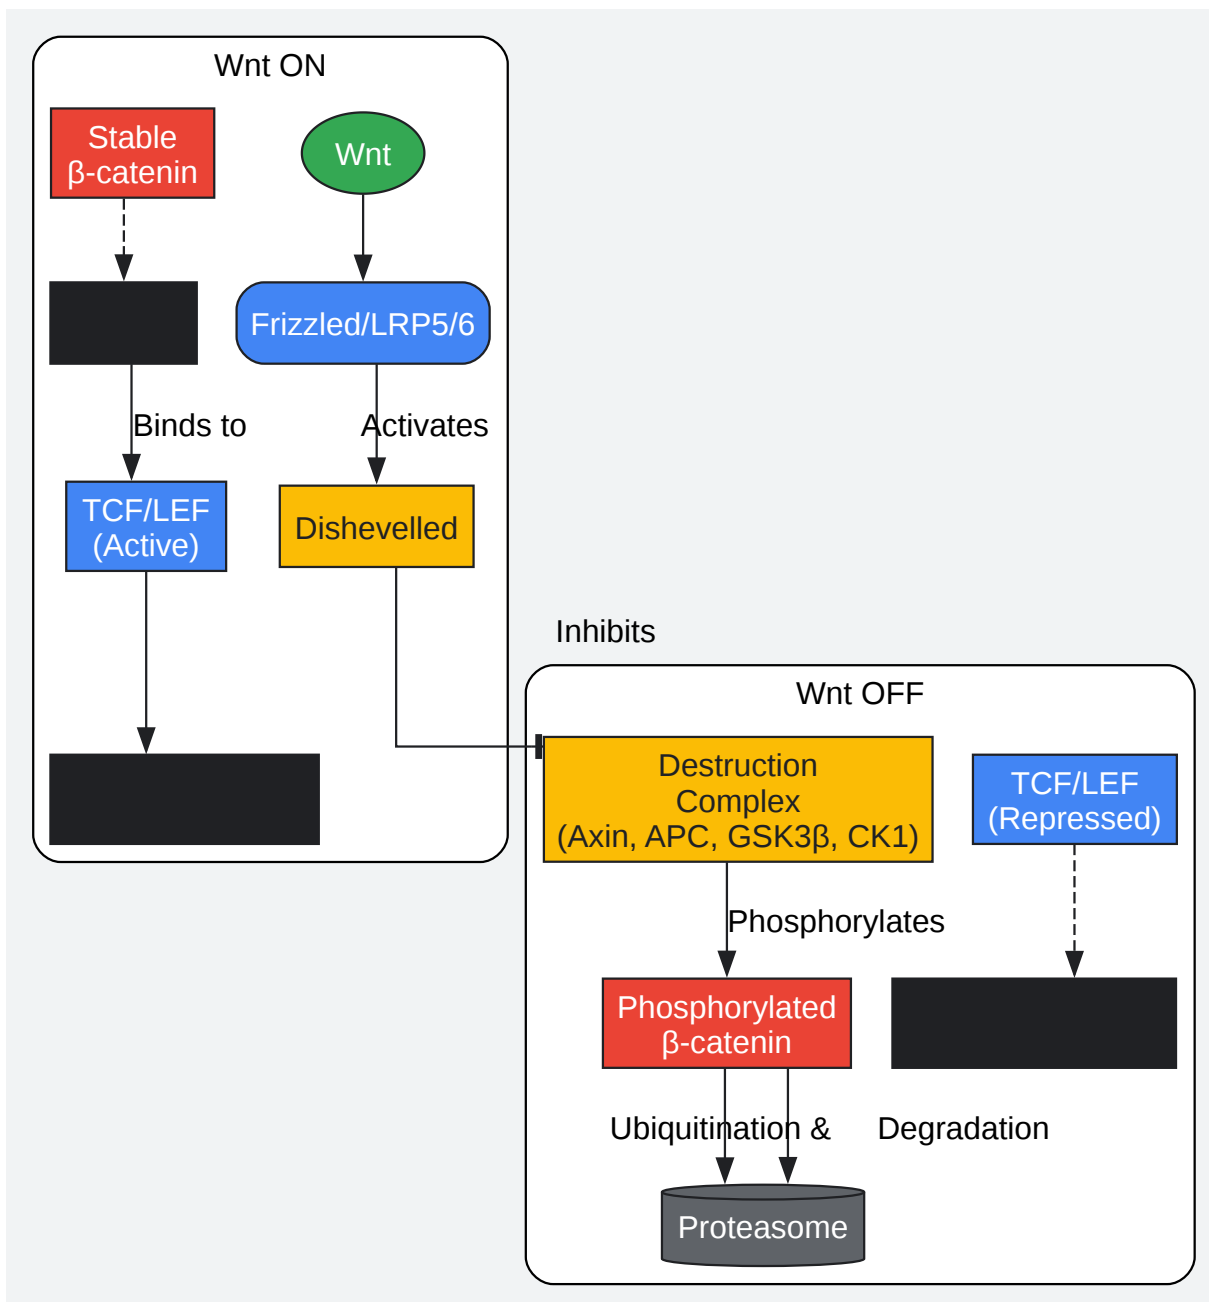 Wnt ON
Stable
β-catenin
Wnt
Frizzled/LRP5/6
Binds to
Activates
TCF/LEF
(Active)
Dishevelled
Inhibits
Wnt OFF
Destruction
Complex
(Axin, APC, GSK3β, CK1)
TCF/LEF
(Repressed)
Phosphorylates
Phosphorylated
β-catenin
Ubiquitination &
Degradation
Proteasome